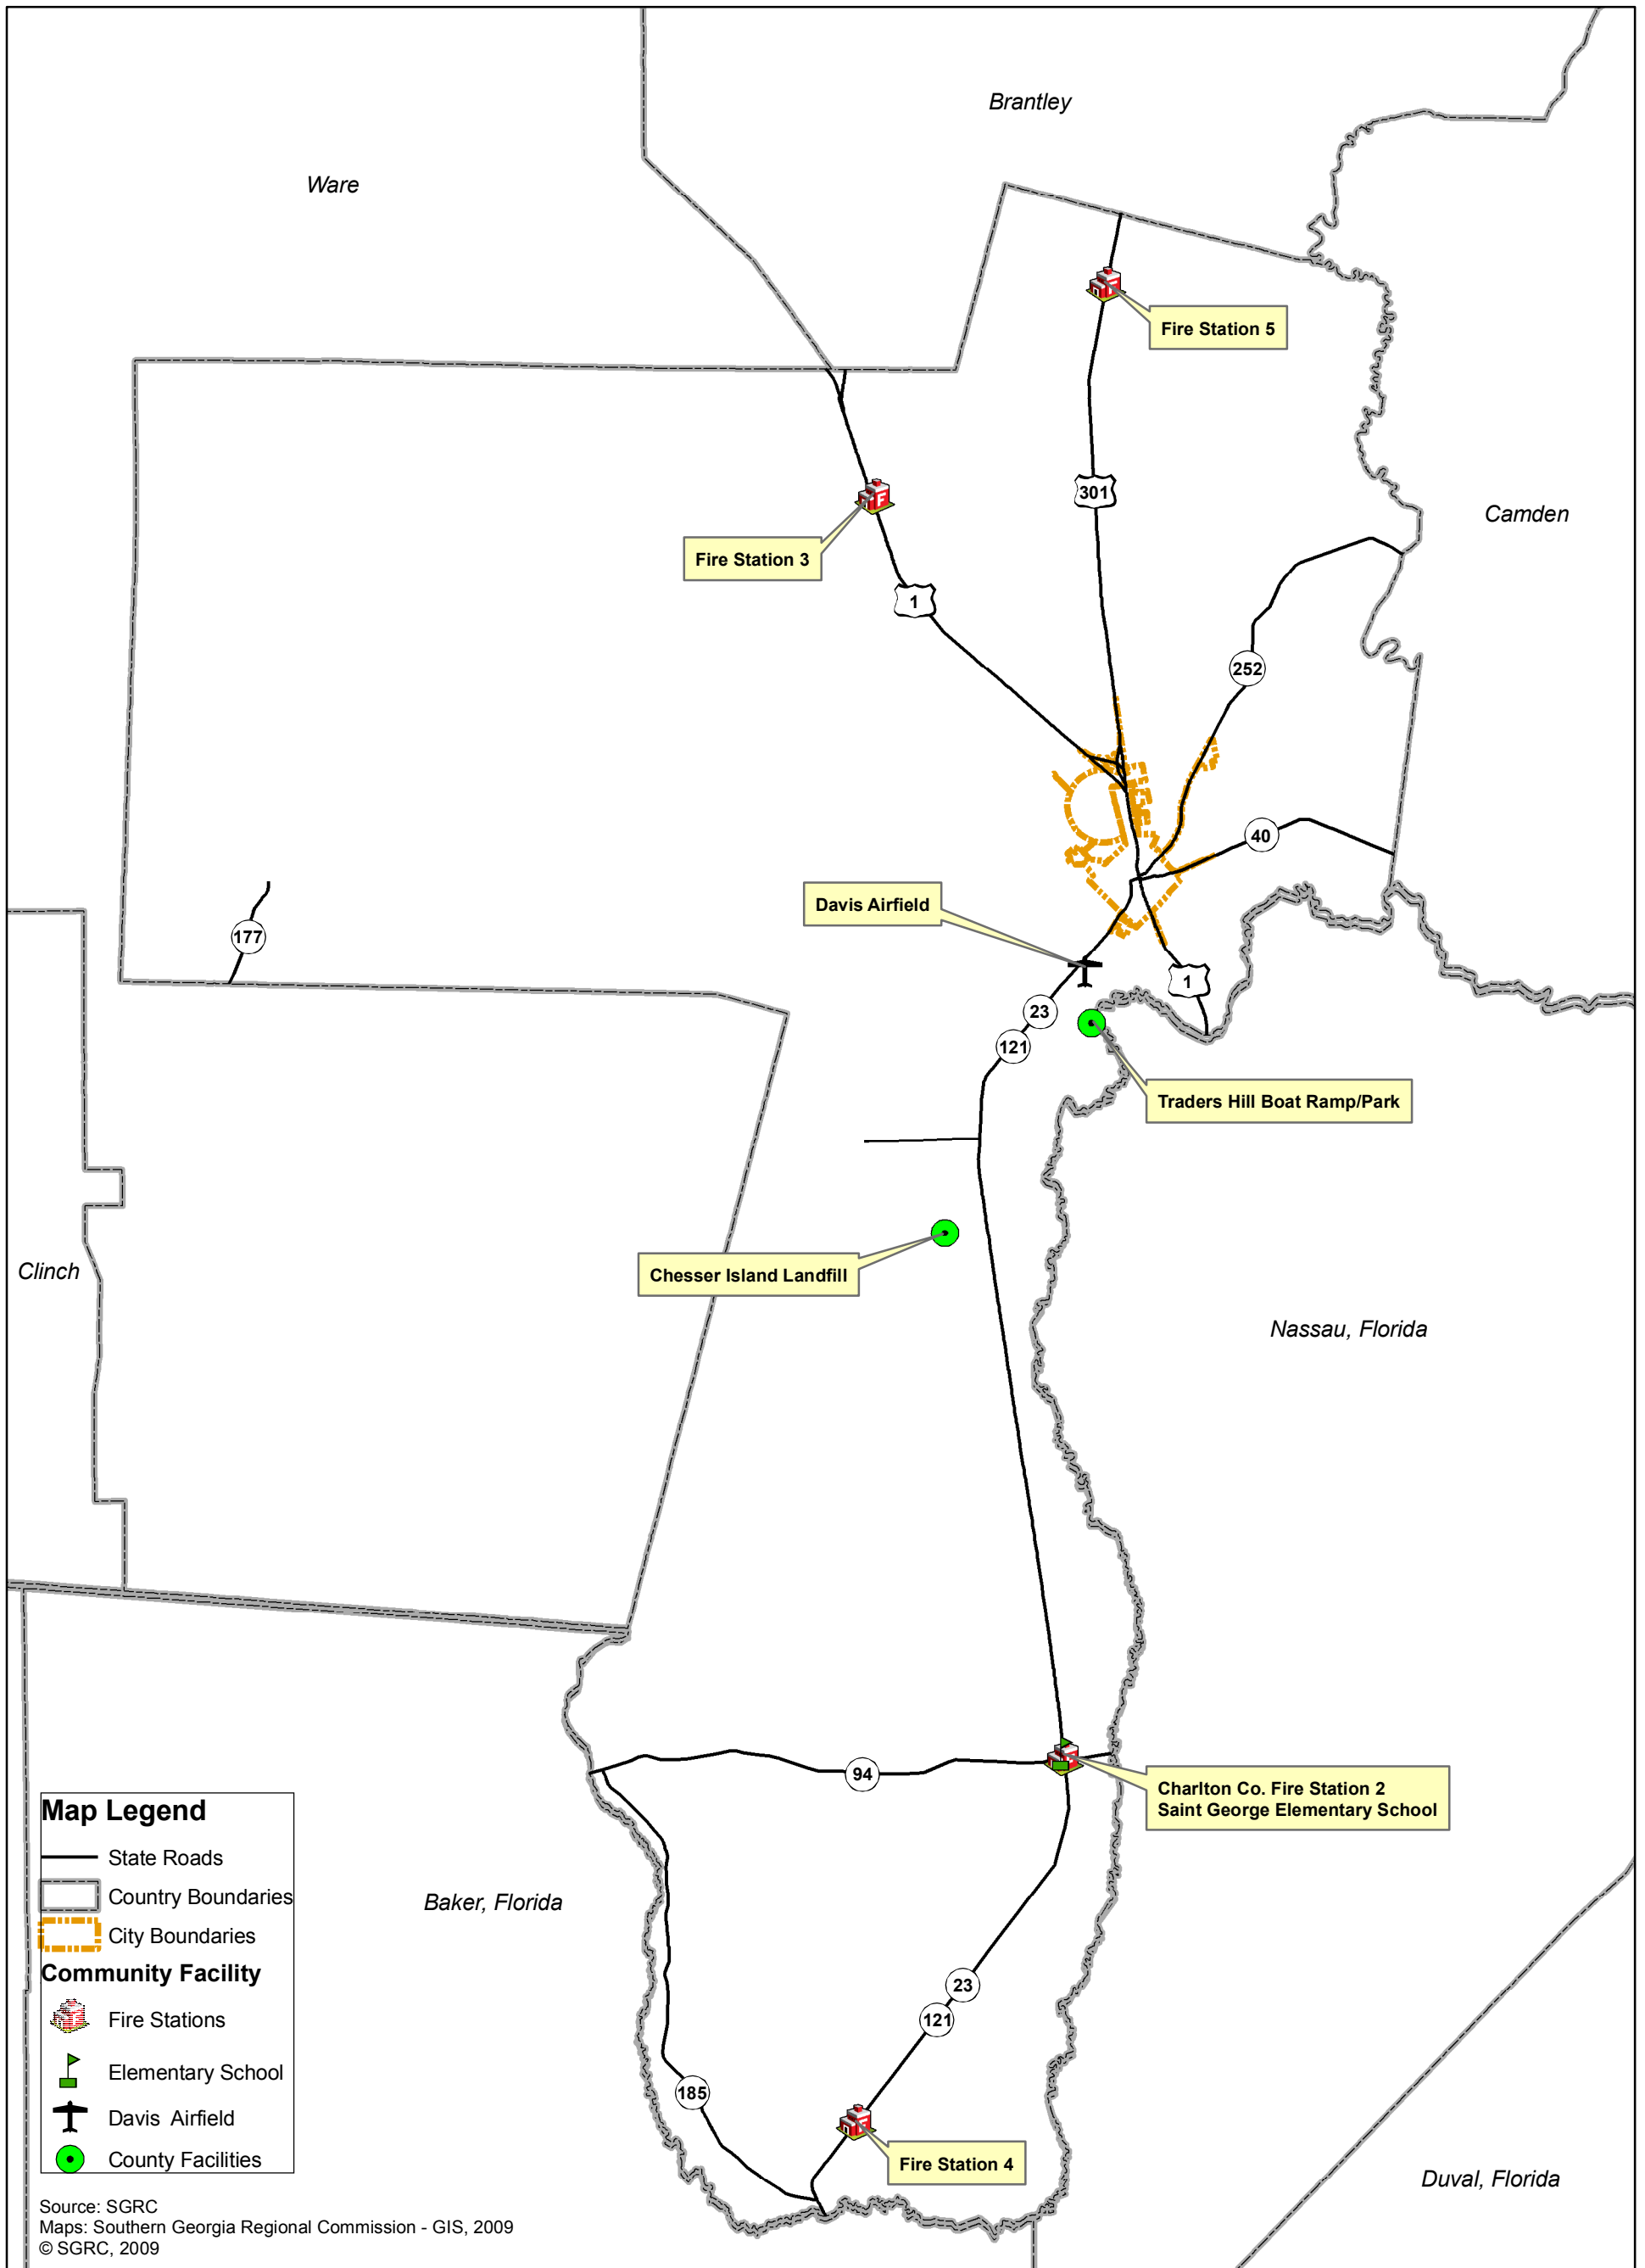 Brantley
Ware
Fire Station 5
301
Camden
Fire Station 3
1
252
40
Davis Airfield
177
1
23
121
Traders Hill Boat Ramp/Park
Clinch
Chesser Island Landfill
Nassau, Florida
94
Charlton Co. Fire Station 2
Saint George Elementary School
Baker, Florida
23
121
185
Fire Station 4
Duval, Florida
Map Legend
State Roads
Country Boundaries
City Boundaries
Community Facility
Fire Stations
Elementary School
Davis Airfield
County Facilities
Source: SGRC
Maps: Southern Georgia Regional Commission - GIS, 2009
© SGRC, 2009